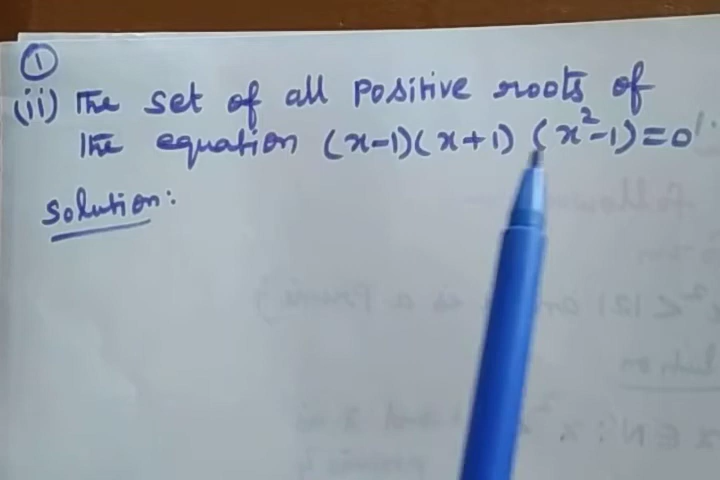 ①
(ii) The set of all positive roots of
the equation (x-1)(x+1)(x²-1)=0
Solution: